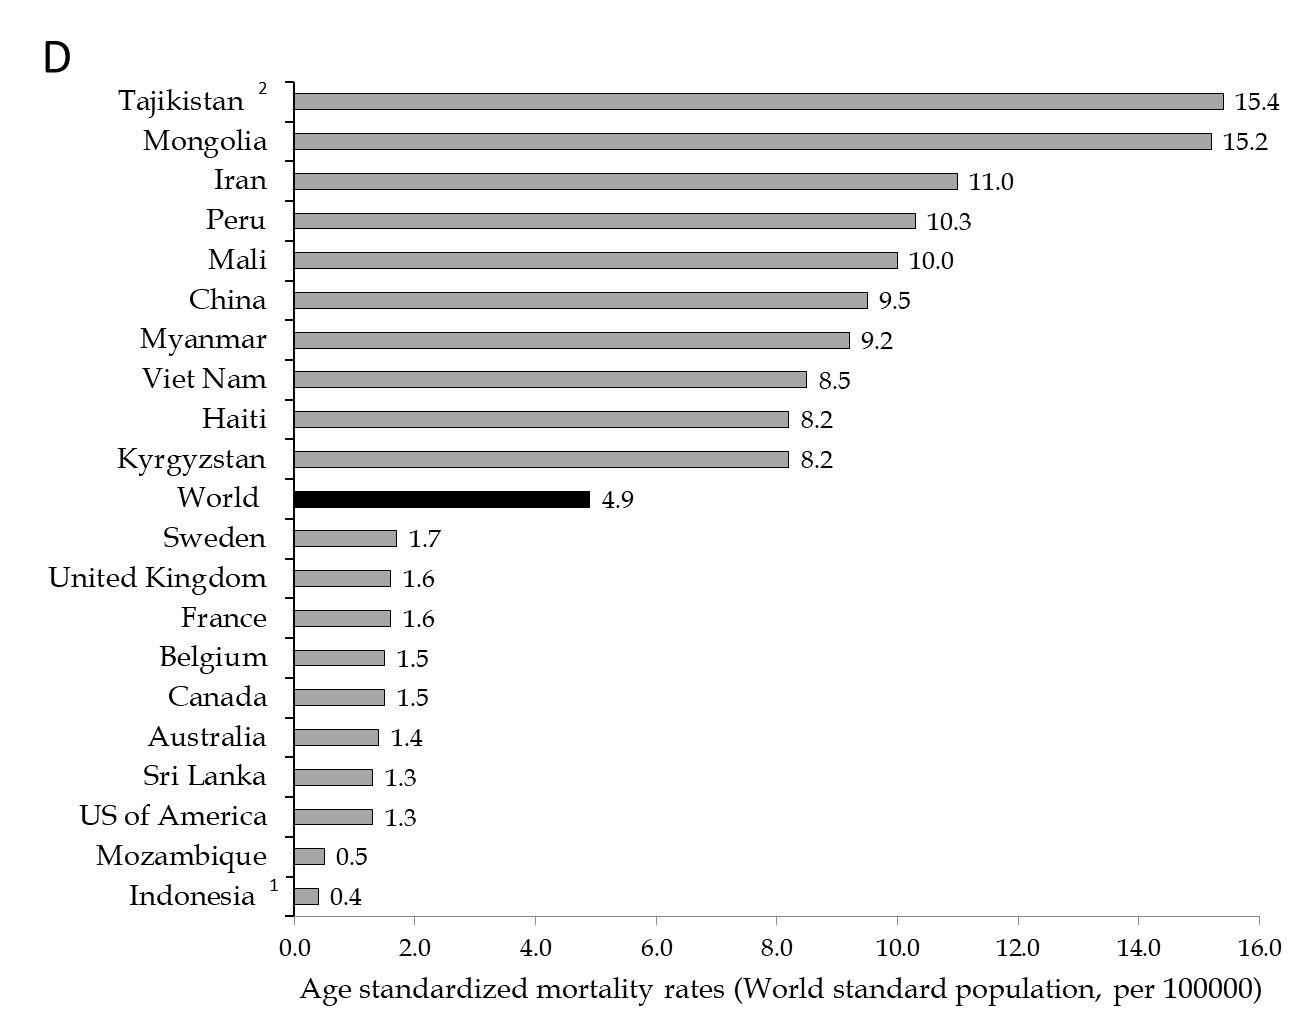 D
Tajikistan 2 15.4
Mongolia 15.2
Iran 11.0
Peru 10.3
Mali 10.0
China 9.5
Myanmar 9.2
Viet Nam 8.5
Haiti 8.2
Kyrgyzstan 8.2
World 4.9
Sweden 1.7
United Kingdom 1.6
France 1.6
Belgium 1.5
Canada 1.5
Australia 1.4
Sri Lanka 1.3
US of America 1.3
Mozambique 0.5
Indonesia 1 0.4
0.0 2.0 4.0 6.0 8.0 10.0 12.0 14.0 16.0
Age standardized mortality rates (World standard population, per 100000)